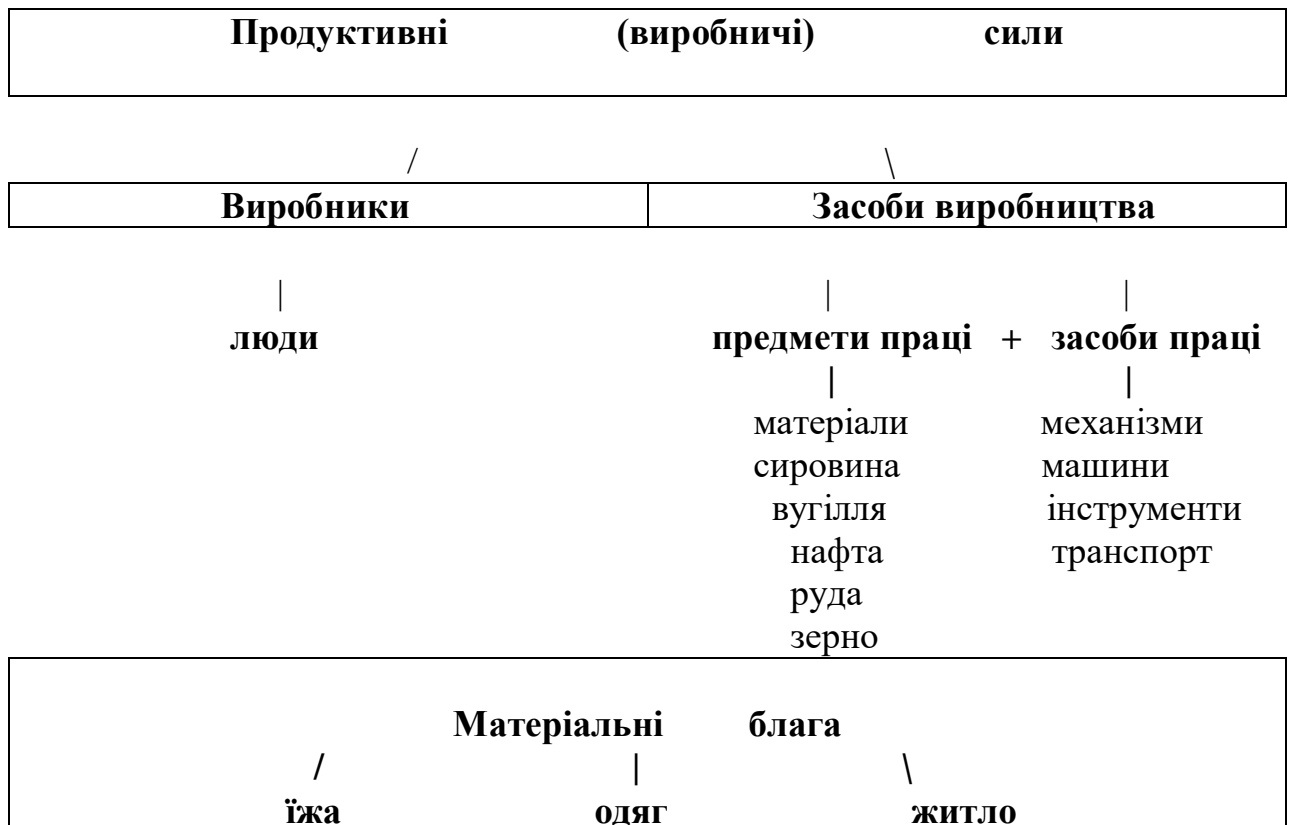 Продуктивні (виробничі) сили
/ \
Виробники Засоби виробництва
| | |
люди предмети праці + засоби праці
| |
матеріали механізми
сировина машини
вугілля інструменти
нафта транспорт
руда
зерно
Матеріальні блага
/ | \
їжа одяг житло